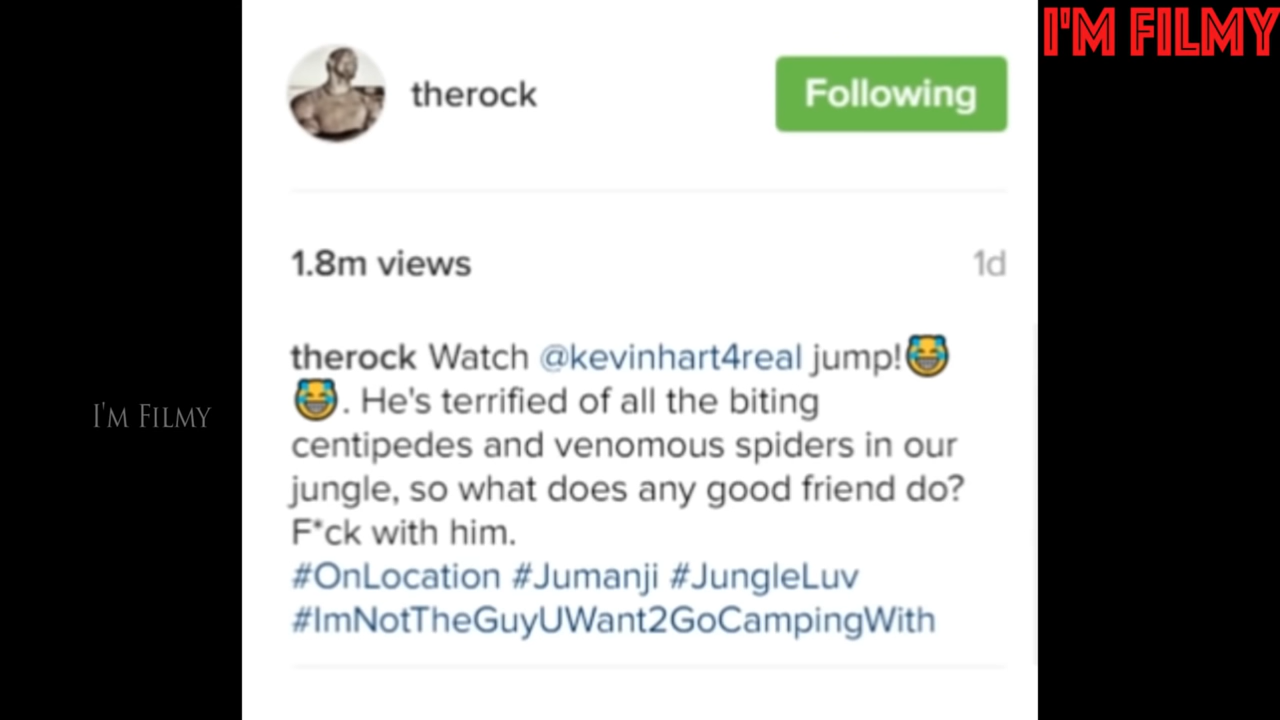 I'M FILMY
therock
Following
1.8m views
1d
therock Watch @kevinhart4real jump!😹
😹. He's terrified of all the biting
centipedes and venomous spiders in our
jungle, so what does any good friend do?
F*ck with him.
#OnLocation #Jumanji #JungleLuv
#ImNotTheGuyUWant2GoCampingWith
I'M FILMY